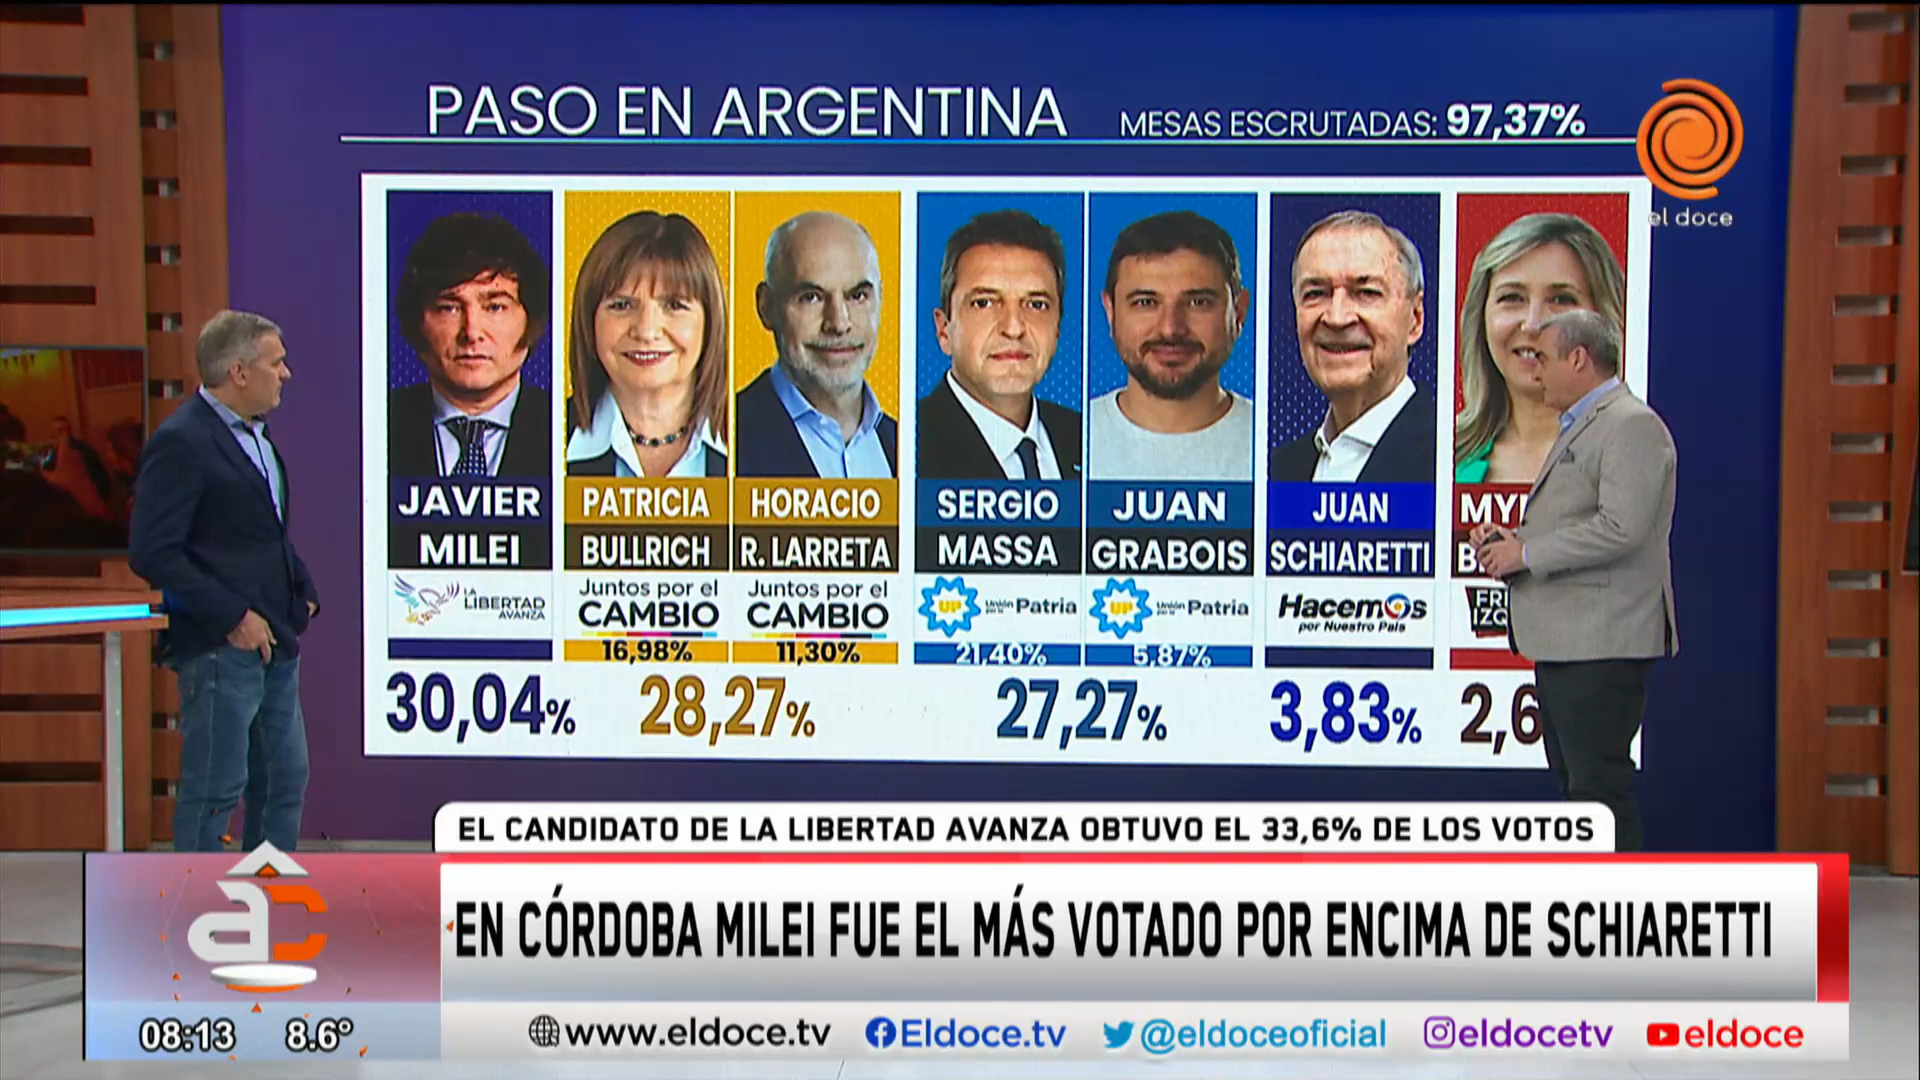 PASO EN ARGENTINA
MESAS ESCRUTADAS: 97,37%
el doce
JAVIER
MILEI
LA
LIBERTAD
AVANZA
30,04%
PATRICIA
BULLRICH
Juntos por el
CAMBIO
16,98%
HORACIO
R. LARRETA
Juntos por el
CAMBIO
11,30%
28,27%
SERGIO
MASSA
UP
Unión por la Patria
21,40%
JUAN
GRABOIS
UP
Unión por la Patria
5,87%
27,27%
JUAN
SCHIARETTI
Hacemos
por Nuestro País
3,83%
2,6
EL CANDIDATO DE LA LIBERTAD AVANZA OBTUVO EL 33,6% DE LOS VOTOS
EN CÓRDOBA MILEI FUE EL MÁS VOTADO POR ENCIMA DE SCHIARETTI
ac
08:13 8.6°
www.eldoce.tv Eldoce.tv @eldoceoficial eldocetv eldoce